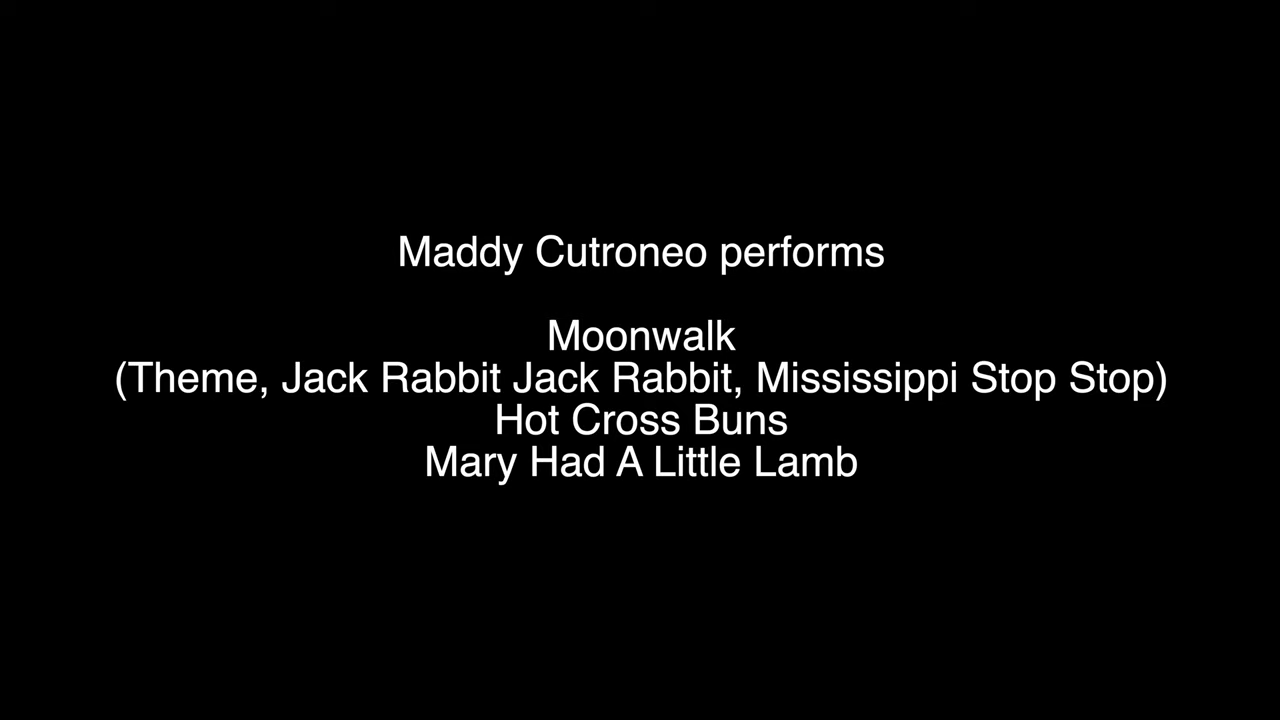 Maddy Cutroneo performs
Moonwalk
(Theme, Jack Rabbit Jack Rabbit, Mississippi Stop Stop)
Hot Cross Buns
Mary Had A Little Lamb